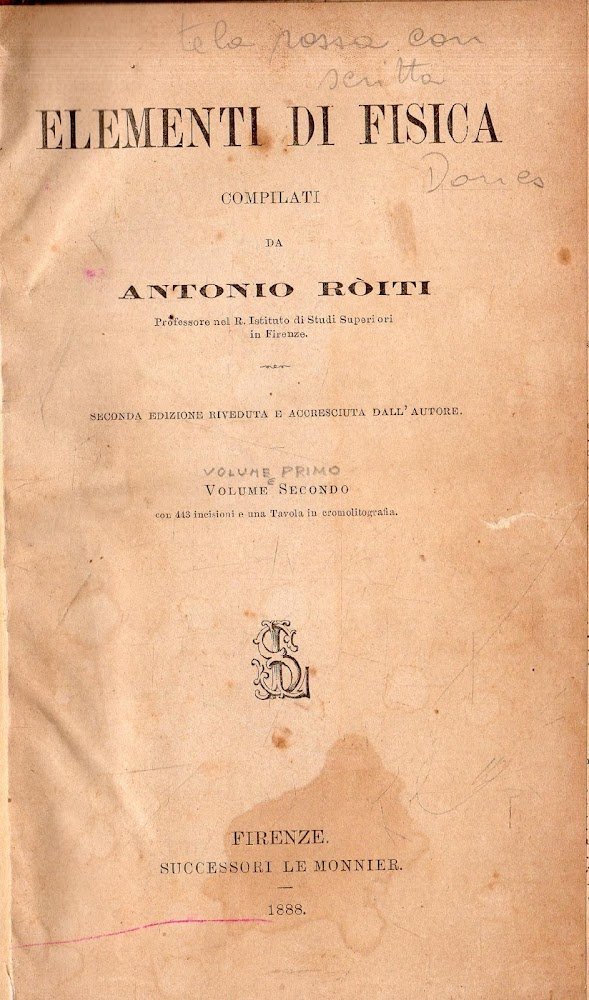 tela rossa con
scritta
ELEMENTI DI FISICA
COMPILATI
DA
ANTONIO RÒITI
Professore nel R. Istituto di Studi Superiori
in Firenze.
SECONDA EDIZIONE RIVEDUTA E ACCRESCIUTA DALL'AUTORE.
VOLUME PRIMO
E
VOLUME SECONDO
con 443 incisioni e una Tavola in cromolitografia.
SL
FIRENZE.
SUCCESSORI LE MONNIER.
1888.